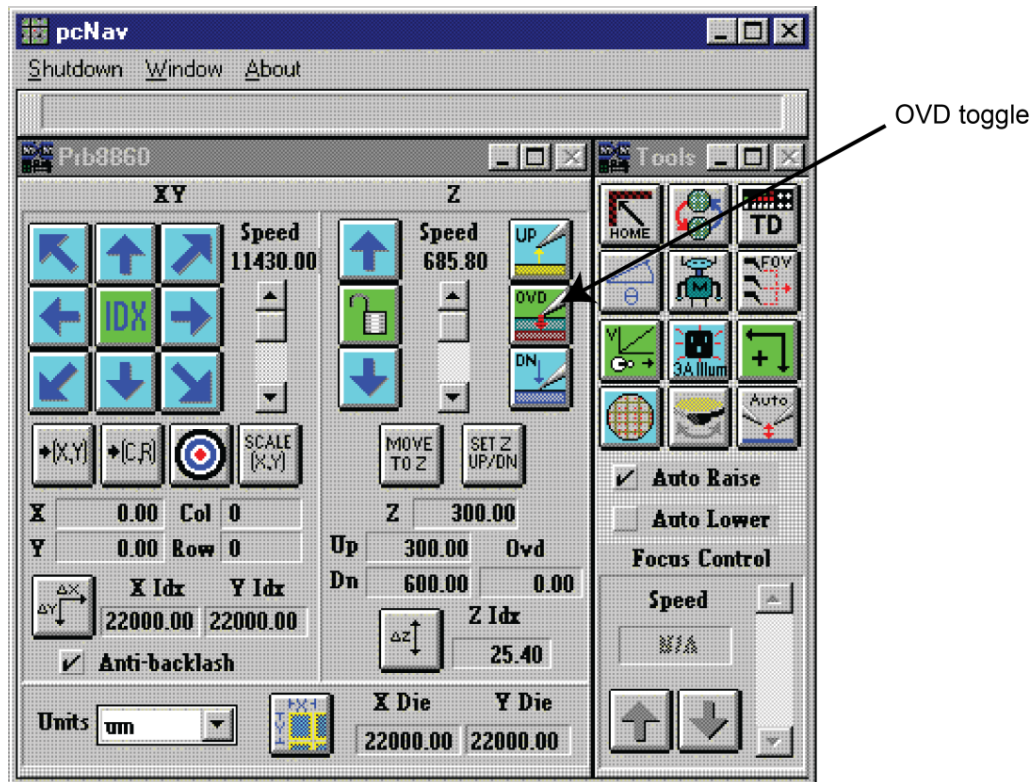 pcNav
Shutdown Window About
OVD toggle
Prb8860
XY
Speed
11430.00
IDX
→(X,Y)
→(C,R)
SCALE
(X,Y)
X 0.00 Col 0
Y 0.00 Row 0
ΔX
ΔY
X Idx Y Idx
22000.00 22000.00
Anti-backlash
Z
Speed
685.80
UP
OVD
DN
MOVE
TO Z
SET Z
UP/DN
Z 300.00
Up 300.00 Ovd
Dn 600.00 0.00
ΔZ
Z Idx
25.40
Units um
X
Y
X Die Y Die
22000.00 22000.00
Tools
HOME
TD
θ
M
FOV
V
3A Illum
+
Auto
Auto Raise
Auto Lower
Focus Control
Speed
N/A